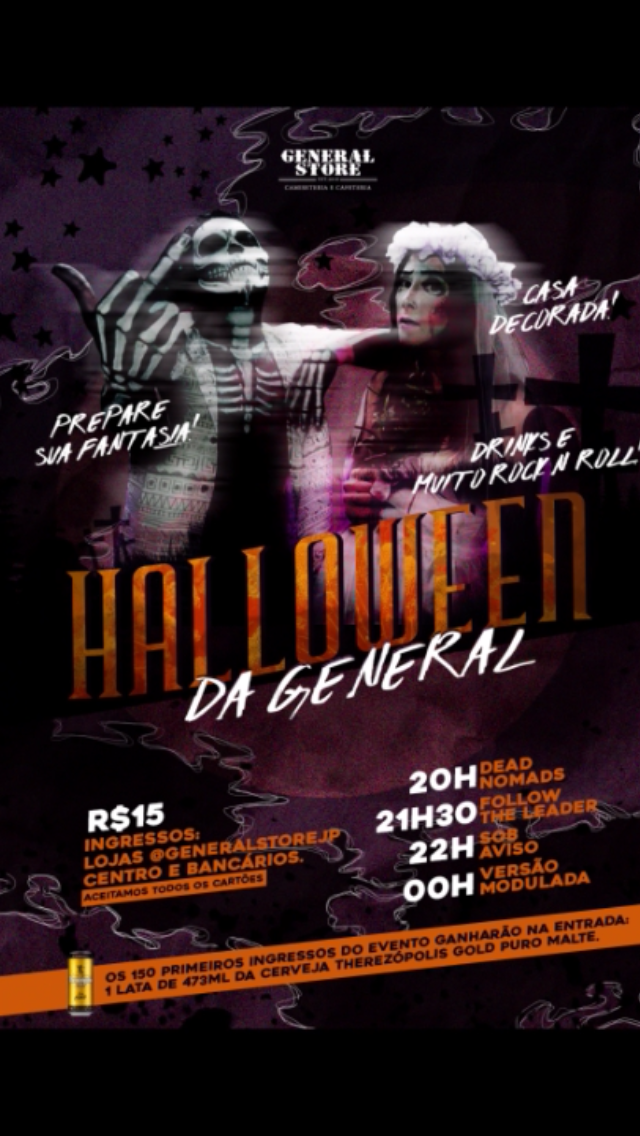 GENERAL
STORE
CAMISETERIA E CAFETERIA
CASA
DECORADA!
PREPARE
SUA FANTASIA!
DRINKS E
MUITO ROCK N ROLL!
HALLOWEEN
DA GENERAL
R$15
INGRESSOS:
LOJAS @GENERALSTOREJP
CENTRO E BANCÁRIOS.
ACEITAMOS TODOS OS CARTÕES
20H DEAD
NOMADS
21H30 FOLLOW
THE LEADER
22H SOB
AVISO
00H VERSÃO
MODULADA
OS 150 PRIMEIROS INGRESSOS DO EVENTO GANHARÃO NA ENTRADA:
1 LATA DE 473ML DA CERVEJA THEREZÓPOLIS GOLD PURO MALTE.